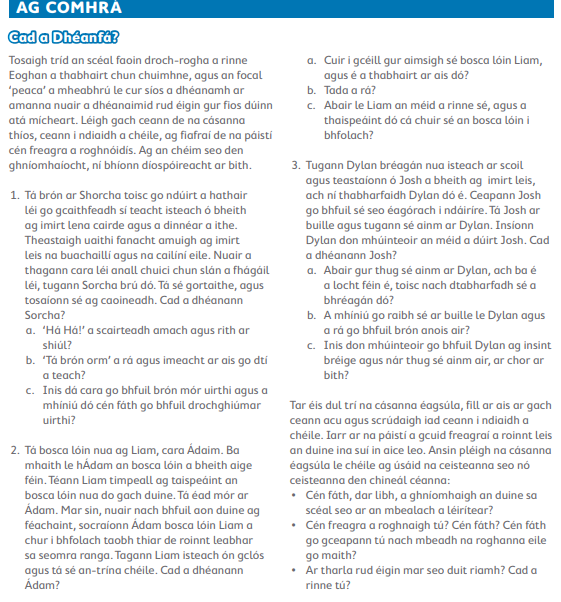 AG COMHRÁ
Cad a Dhéanfá?
Tosaigh tríd an scéal faoin droch-rogha a rinne
Eoghan a thabhairt chun chuimhne, agus an focal
'peaca' a mheabhrú le cur síos a dhéanamh ar
amanna nuair a dhéanaimid rud éigin gur fios dúinn
atá mícheart. Léigh gach ceann de na cásanna
thíos, ceann i ndiaidh a chéile, ag fiafraí de na páistí
cén freagra a roghnóidís. Ag an chéim seo den
ghníomhaíocht, ní bhíonn díospóireacht ar bith.
1. Tá brón ar Shorcha toisc go ndúirt a hathair
léi go gcaithfeadh sí teacht isteach ó bheith
ag imirt lena cairde agus a dinnéar a ithe.
Theastaigh uaithi fanacht amuigh ag imirt
leis na buachaillí agus na cailíní eile. Nuair a
thagann cara léi anall chuici chun slán a fhágáil
léi, tugann Sorcha brú dó. Tá sé gortaithe, agus
tosaíonn sé ag caoineadh. Cad a dhéanann
Sorcha?
a. 'Há Há!' a scairteadh amach agus rith ar
shiúl?
b. 'Tá brón orm' a rá agus imeacht ar ais go dtí
a teach?
c. Inis dá cara go bhfuil brón mór uirthi agus a
mhíniú dó cén fáth go bhfuil drochghiúmar
uirthi?
2. Tá bosca lóin nua ag Liam, cara Ádaim. Ba
mhaith le hÁdam an bosca lóin a bheith aige
féin. Téann Liam timpeall ag taispeáint an
bosca lóin nua do gach duine. Tá éad mór ar
Ádam. Mar sin, nuair nach bhfuil aon duine ag
féachaint, socraíonn Ádam bosca lóin Liam a
chur i bhfolach taobh thiar de roinnt leabhar
sa seomra ranga. Tagann Liam isteach ón gclós
agus tá sé an-trína chéile. Cad a dhéanann
Ádam?
a. Cuir i gcéill gur aimsigh sé bosca lóin Liam,
agus é a thabhairt ar ais dó?
b. Tada a rá?
c. Abair le Liam an méid a rinne sé, agus a
thaispeáint dó cá chuir sé an bosca lóin i
bhfolach?
3. Tugann Dylan bréagán nua isteach ar scoil
agus teastaíonn ó Josh a bheith ag imirt leis,
ach ní thabharfaidh Dylan dó é. Ceapann Josh
go bhfuil sé seo éagórach i ndáiríre. Tá Josh ar
buille agus tugann sé ainm ar Dylan. Insíonn
Dylan don mhúinteoir an méid a dúirt Josh. Cad
a dhéanann Josh?
a. Abair gur thug sé ainm ar Dylan, ach ba é
a locht féin é, toisc nach dtabharfadh sé a
bhréagán dó?
b. A mhíniú go raibh sé ar buille le Dylan agus
a rá go bhfuil brón anois air?
c. Inis don mhúinteoir go bhfuil Dylan ag insint
bréige agus nár thug sé ainm air, ar chor ar
bith?
Tar éis dul trí na cásanna éagsúla, fill ar ais ar gach
ceann acu agus scrúdaigh iad ceann i ndiaidh a
chéile. Iarr ar na páistí a gcuid freagraí a roinnt leis
an duine ina suí in aice leo. Ansin pléigh na cásanna
éagsúla le chéile ag úsáid na ceisteanna seo nó
ceisteanna den chineál céanna:
• Cén fáth, dar libh, a ghníomhaigh an duine sa
scéal seo ar an mbealach a léirítear?
• Cén freagra a roghnaigh tú? Cén fáth? Cén fáth
go gceapann tú nach mbeadh na roghanna eile
go maith?
• Ar tharla rud éigin mar seo duit riamh? Cad a
rinne tú?